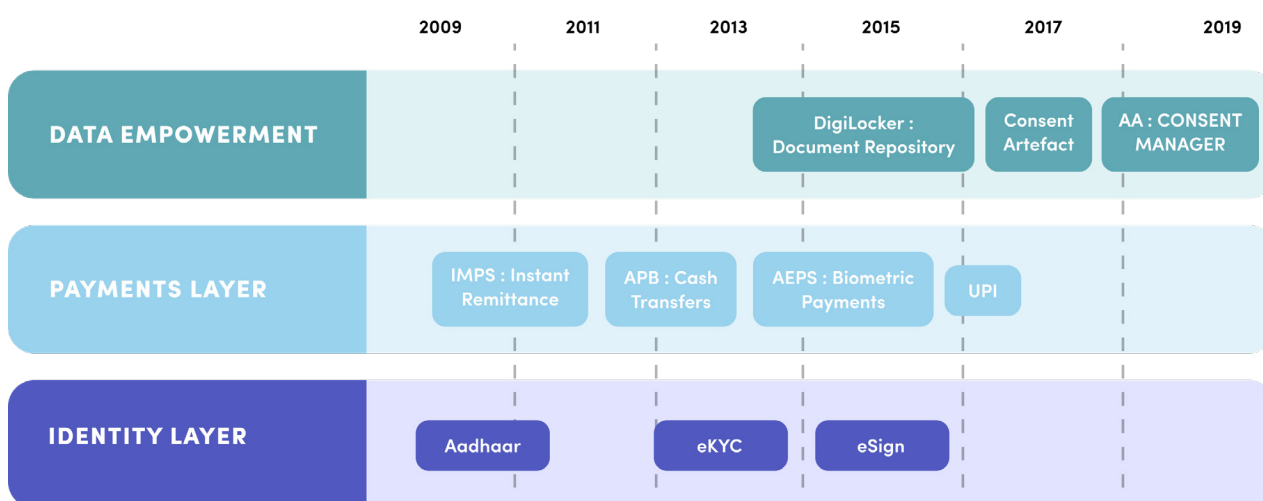 2009 2011 2013 2015 2017 2019
DATA EMPOWERMENT
DigiLocker :
Document Repository
Consent
Artefact
AA : CONSENT
MANAGER
PAYMENTS LAYER
IMPS : Instant
Remittance
APB : Cash
Transfers
AEPS : Biometric
Payments
UPI
IDENTITY LAYER
Aadhaar
eKYC
eSign